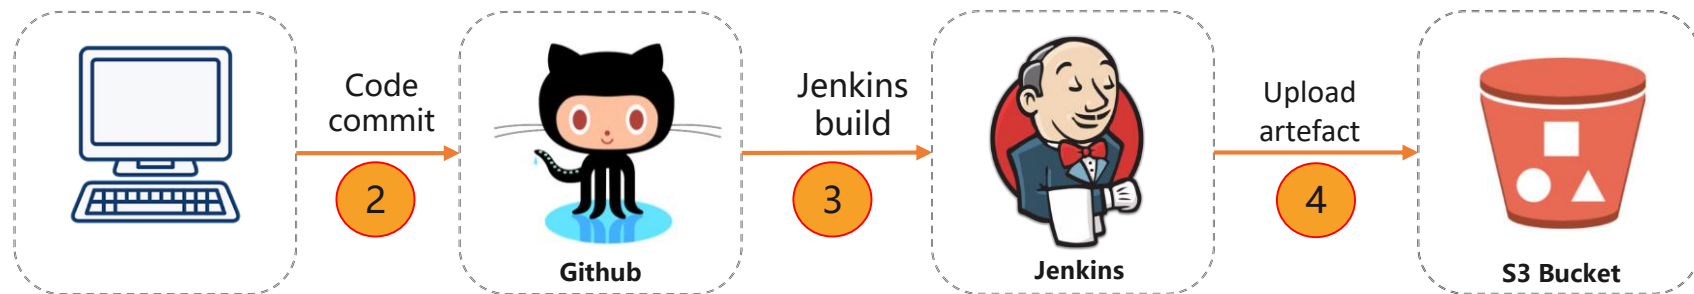 Code
commit
2
Github
Jenkins
build
3
Jenkins
Upload
artefact
4
S3 Bucket